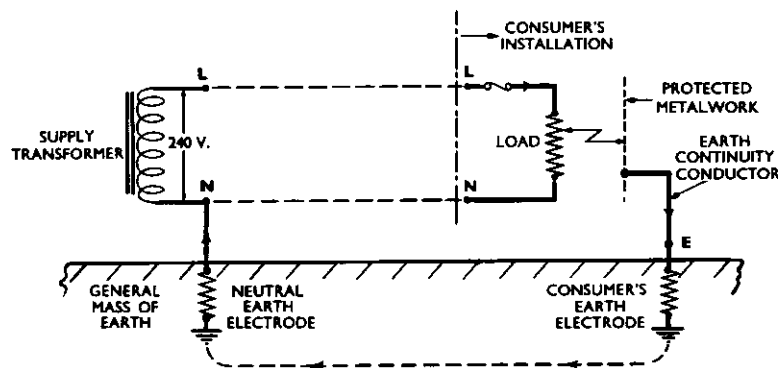 CONSUMER'S
INSTALLATION
L
L
PROTECTED
METALWORK
SUPPLY
TRANSFORMER
240 V.
LOAD
EARTH
CONTINUITY
CONDUCTOR
N
N
E
GENERAL
MASS OF
EARTH
NEUTRAL
EARTH
ELECTRODE
CONSUMER'S
EARTH
ELECTRODE